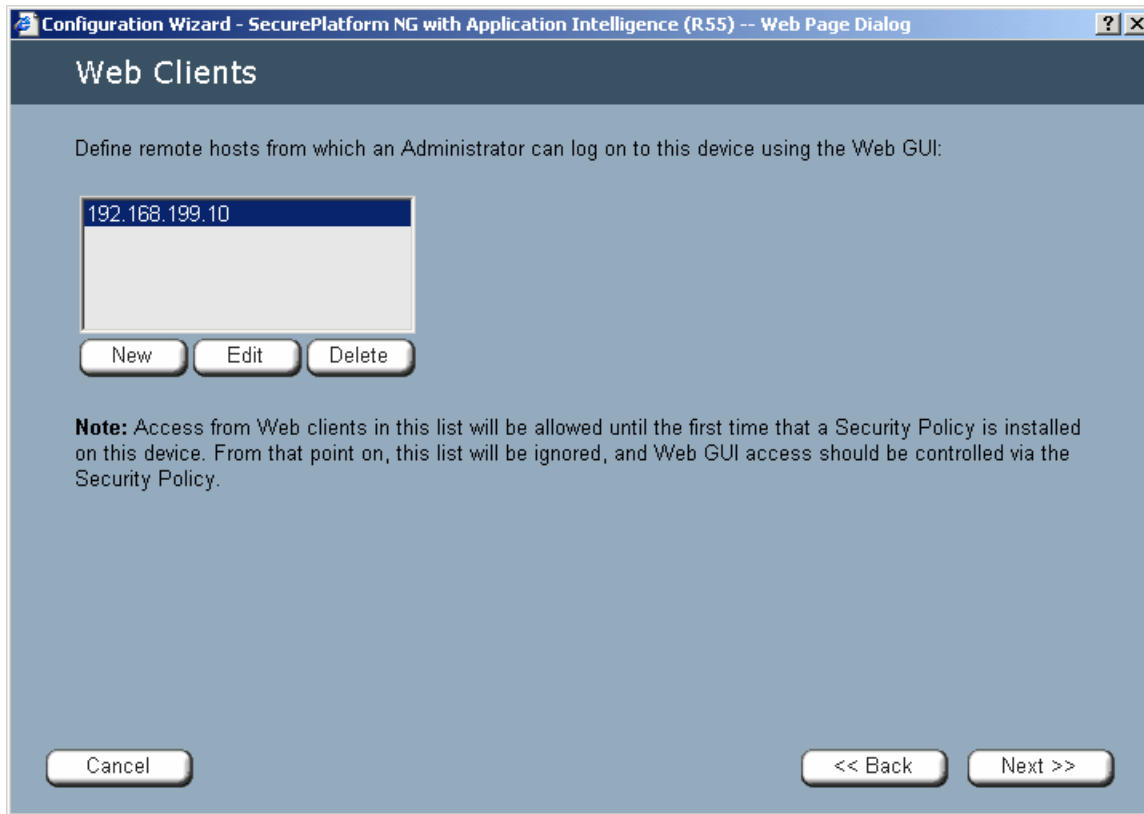 Configuration Wizard - SecurePlatform NG with Application Intelligence (R55) -- Web Page Dialog
? X
Web Clients
Define remote hosts from which an Administrator can log on to this device using the Web GUI:
192.168.199.10
New Edit Delete
Note: Access from Web clients in this list will be allowed until the first time that a Security Policy is installed
on this device. From that point on, this list will be ignored, and Web GUI access should be controlled via the
Security Policy.
Cancel << Back Next >>